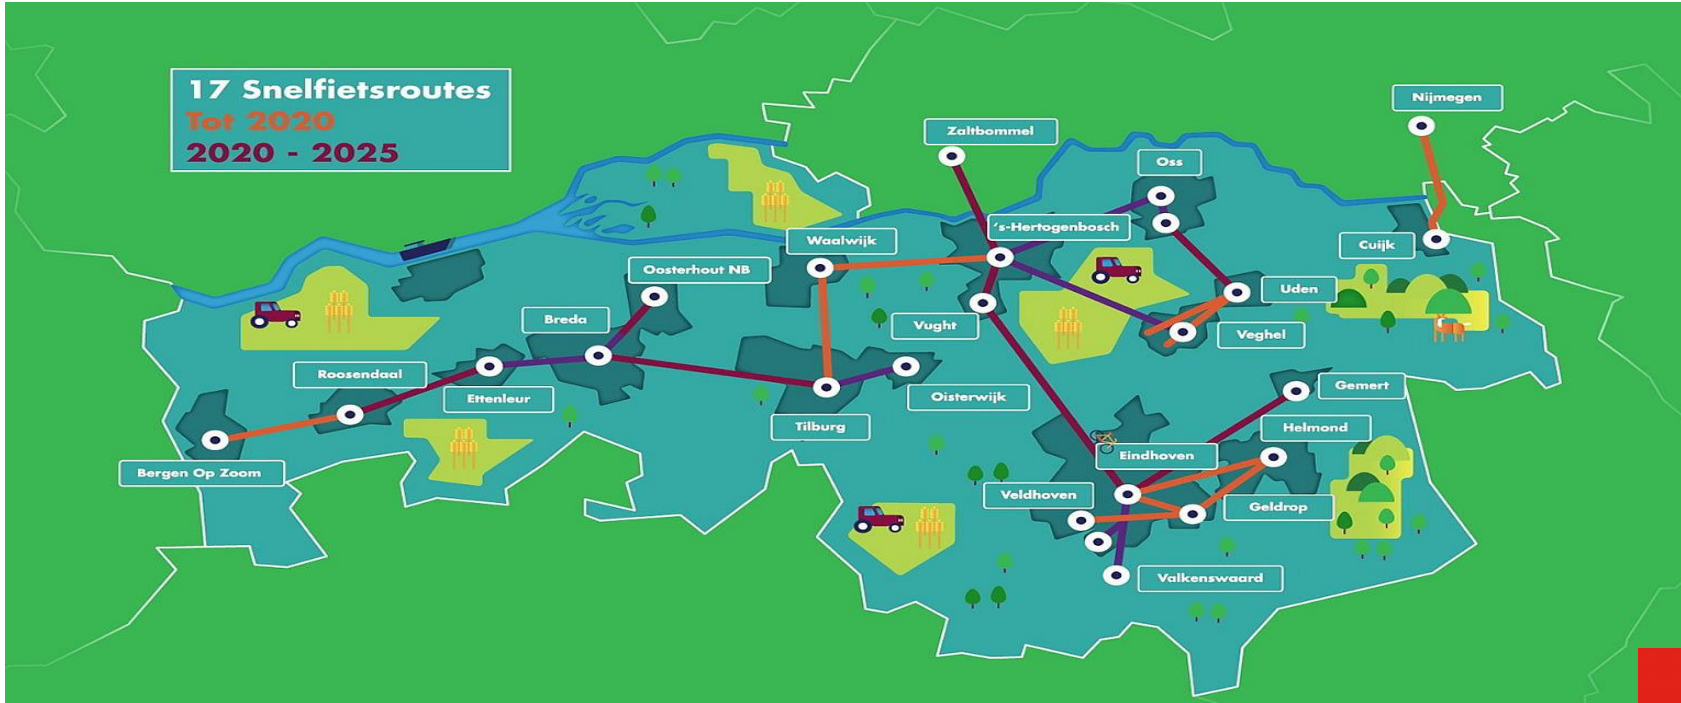 17 Snelfietsroutes
Tot 2020
2020 - 2025
Nijmegen
Zaltbommel
Oss
's-Hertogenbosch
Waalwijk
Cuijk
Oosterhout NB
Uden
Breda
Vught
Veghel
Roosendaal
Gemert
Ettenleur
Oisterwijk
Tilburg
Helmond
Eindhoven
Bergen Op Zoom
Veldhoven
Geldrop
Valkenswaard